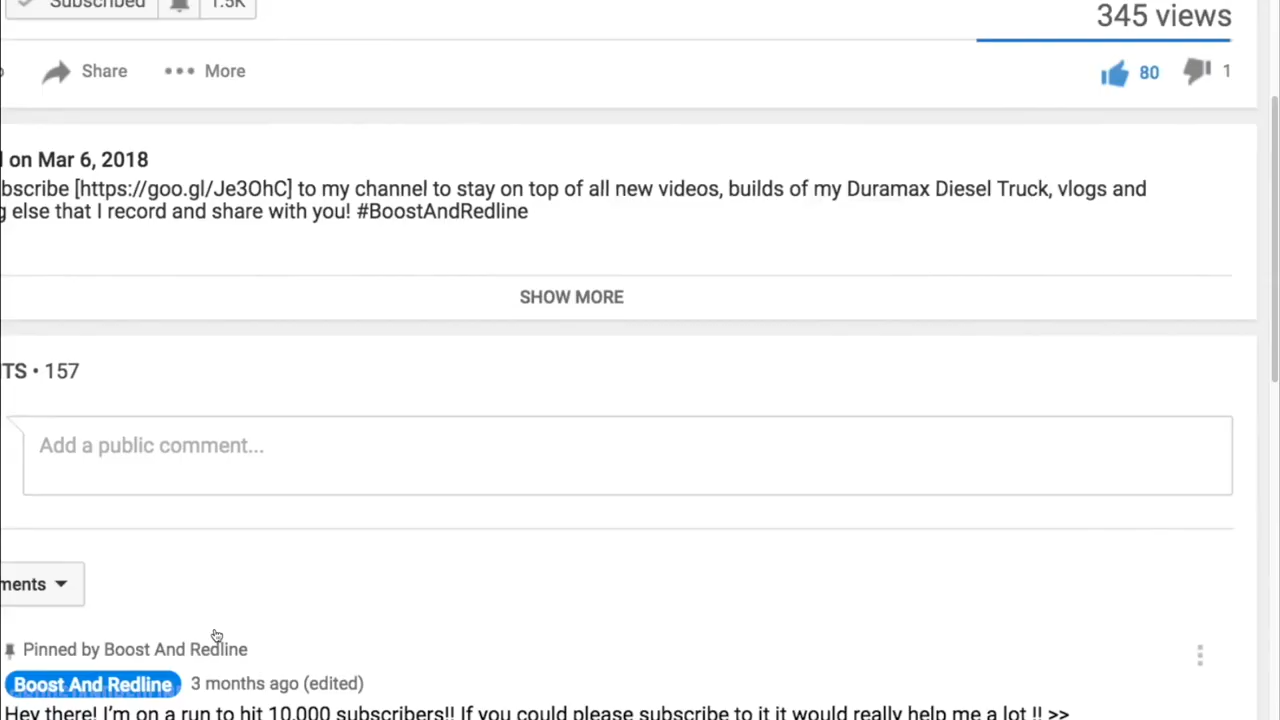 Subscribed 1.5K
345 views
Share ••• More 80 1
on Mar 6, 2018
bscribe [https://goo.gl/Je3OhC] to my channel to stay on top of all new videos, builds of my Duramax Diesel Truck, vlogs and
g else that I record and share with you! #BoostAndRedline
SHOW MORE
TS • 157
Add a public comment...
ments
Pinned by Boost And Redline
Boost And Redline 3 months ago (edited)
Hey there! I'm on a run to hit 10,000 subscribers!! If you could please subscribe to it it would really help me a lot !! >>